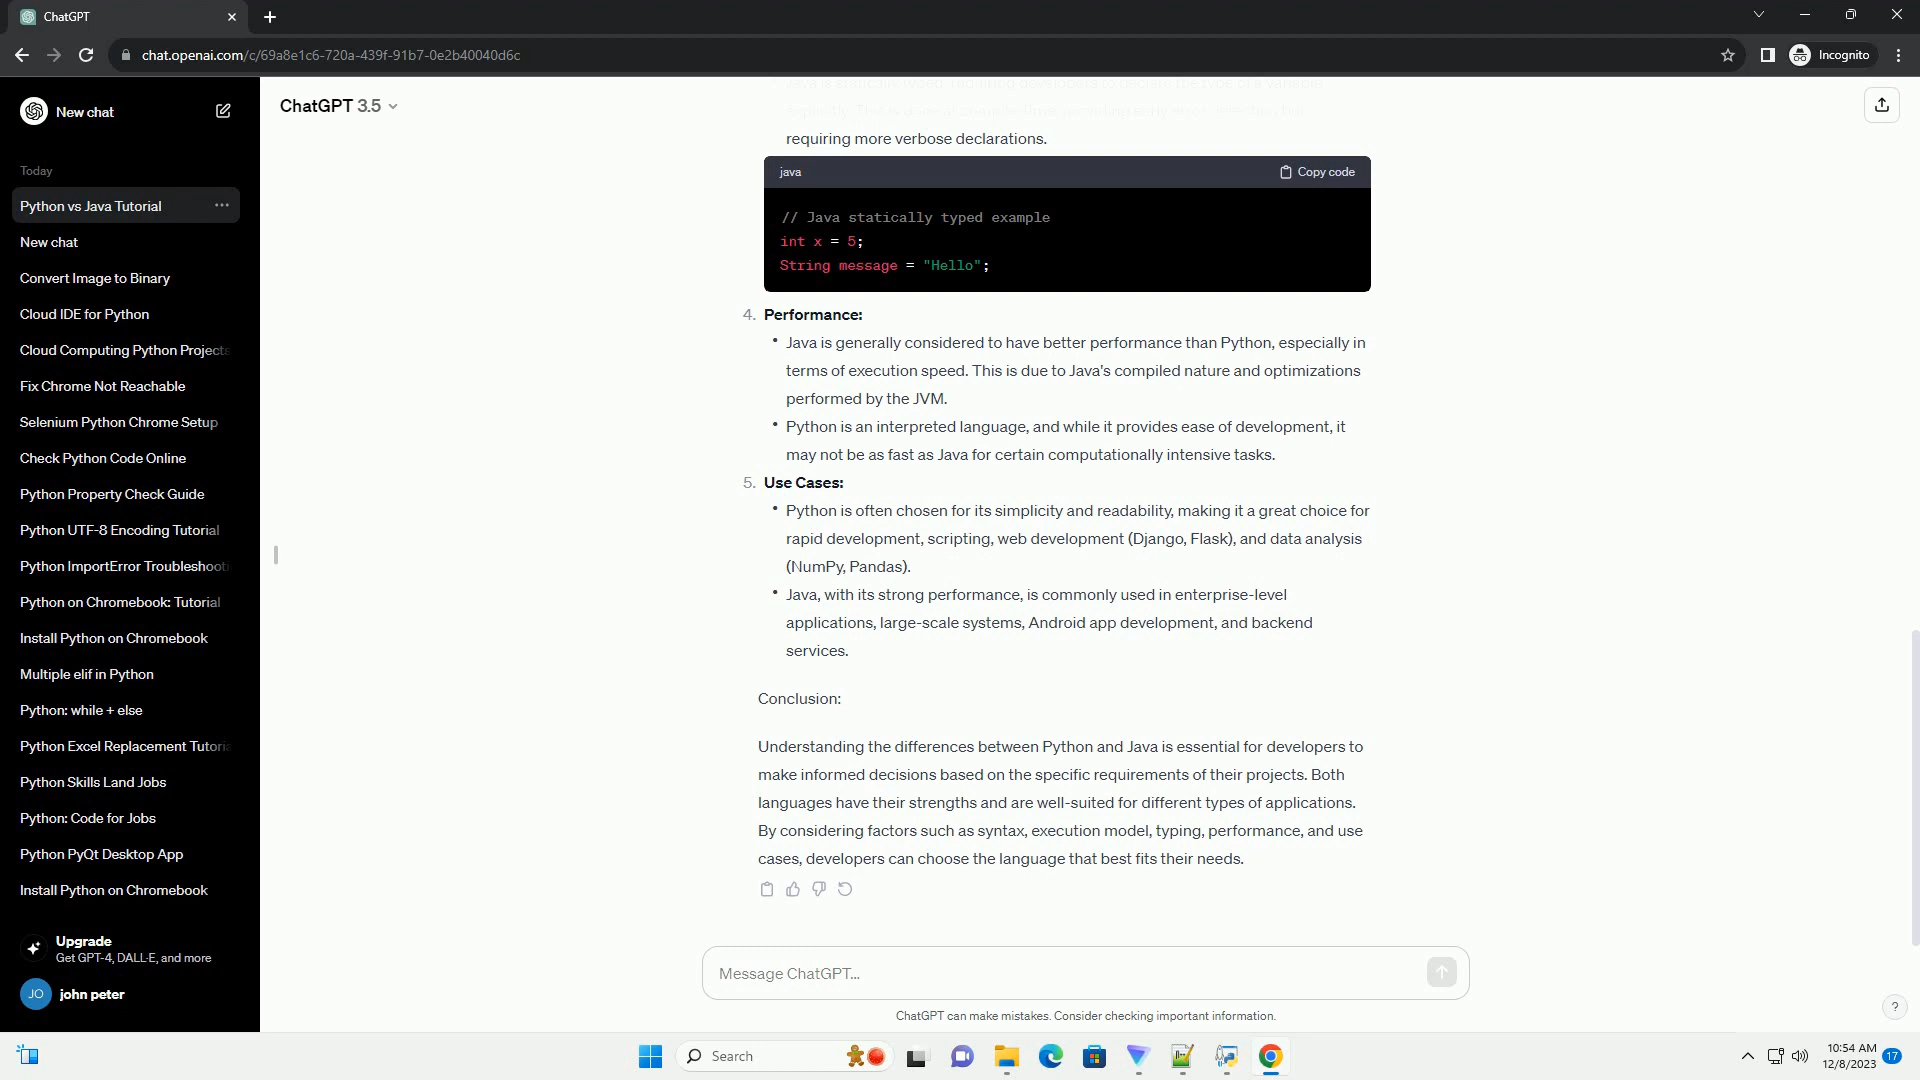 ChatGPT
chat.openai.com/c/69a8e1c6-720a-439f-91b7-0e2b40040d6c
Incognito
New chat
Today
Python vs Java Tutorial
New chat
Convert Image to Binary
Cloud IDE for Python
Cloud Computing Python Projects
Fix Chrome Not Reachable
Selenium Python Chrome Setup
Check Python Code Online
Python Property Check Guide
Python UTF-8 Encoding Tutorial
Python ImportError Troubleshooti
Python on Chromebook: Tutorial
Install Python on Chromebook
Multiple elif in Python
Python: while + else
Python Excel Replacement Tutoria
Python Skills Land Jobs
Python: Code for Jobs
Python PyQt Desktop App
Install Python on Chromebook
Upgrade
Get GPT-4, DALL·E, and more
JO john peter
ChatGPT 3.5
requiring more verbose declarations.
java Copy code
// Java statically typed example
int x = 5;
String message = "Hello";
4. Performance:
• Java is generally considered to have better performance than Python, especially in
terms of execution speed. This is due to Java's compiled nature and optimizations
performed by the JVM.
• Python is an interpreted language, and while it provides ease of development, it
may not be as fast as Java for certain computationally intensive tasks.
5. Use Cases:
• Python is often chosen for its simplicity and readability, making it a great choice for
rapid development, scripting, web development (Django, Flask), and data analysis
(NumPy, Pandas).
• Java, with its strong performance, is commonly used in enterprise-level
applications, large-scale systems, Android app development, and backend
services.
Conclusion:
Understanding the differences between Python and Java is essential for developers to
make informed decisions based on the specific requirements of their projects. Both
languages have their strengths and are well-suited for different types of applications.
By considering factors such as syntax, execution model, typing, performance, and use
cases, developers can choose the language that best fits their needs.
Message ChatGPT...
ChatGPT can make mistakes. Consider checking important information.
?
Search
10:54 AM
12/8/2023
17